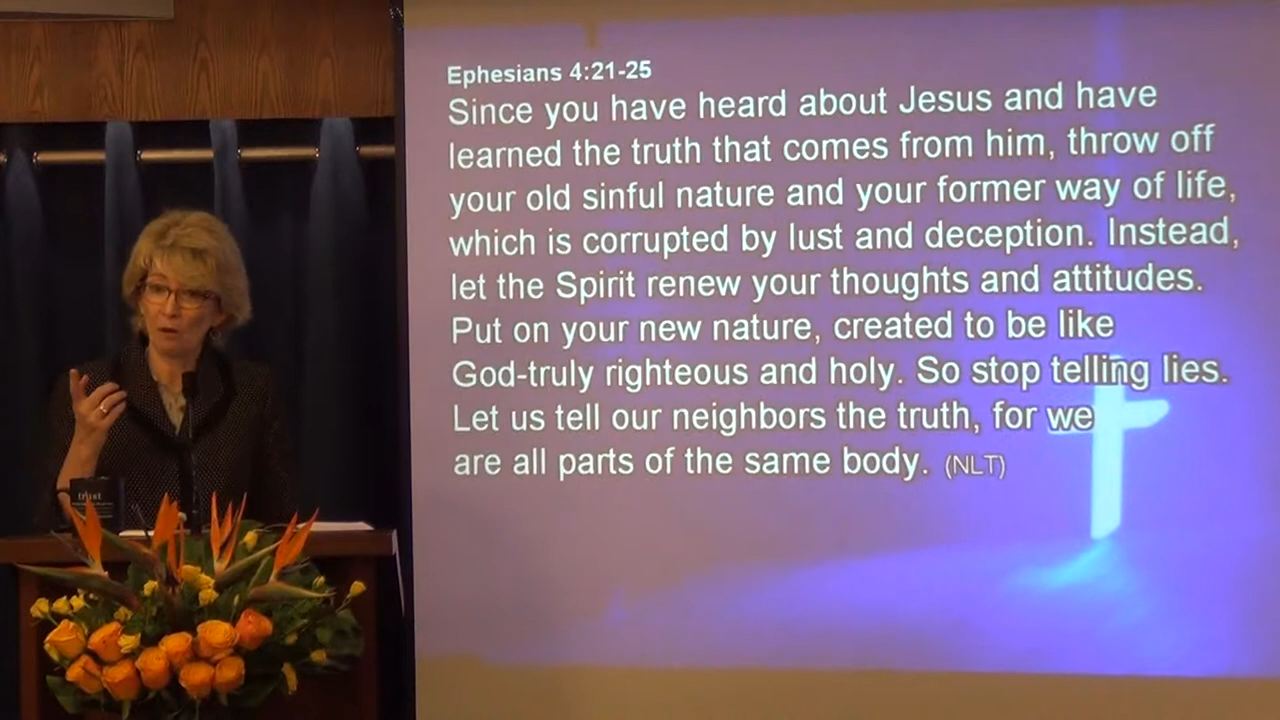 Ephesians 4:21-25
Since you have heard about Jesus and have
learned the truth that comes from him, throw off
your old sinful nature and your former way of life,
which is corrupted by lust and deception. Instead,
let the Spirit renew your thoughts and attitudes.
Put on your new nature, created to be like
God-truly righteous and holy. So stop telling lies.
Let us tell our neighbors the truth, for we
are all parts of the same body. (NLT)
trust